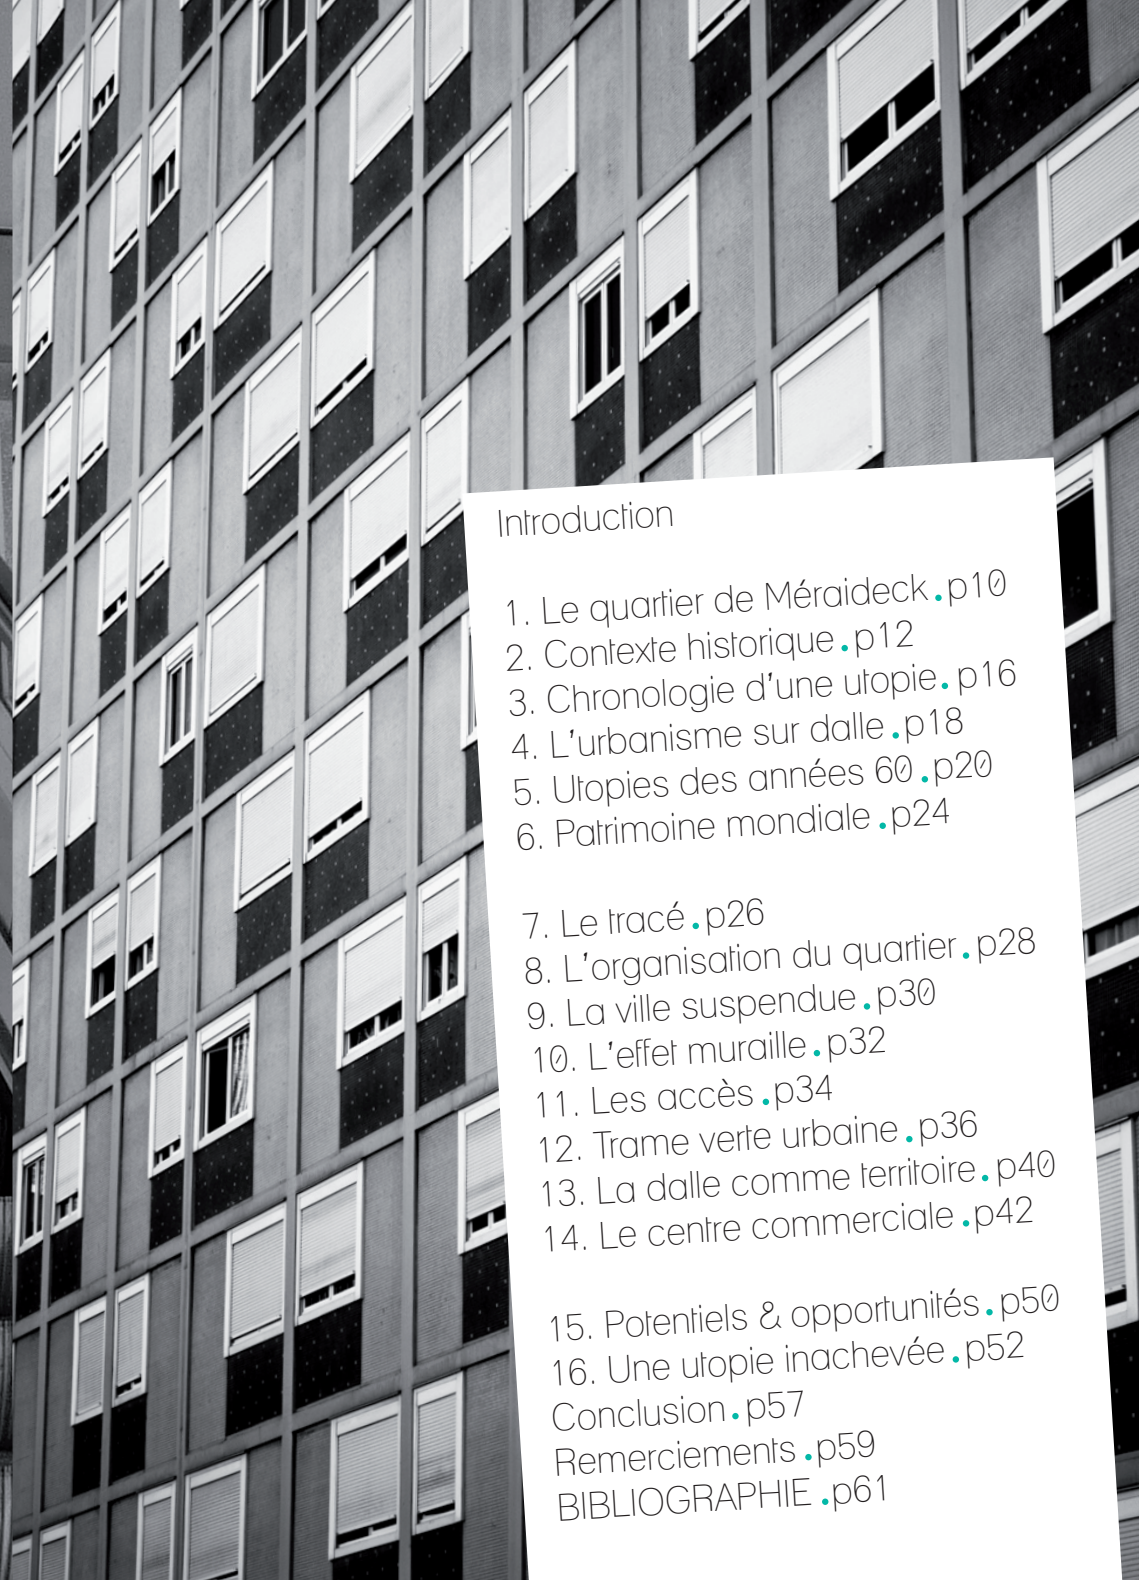 Introduction
1. Le quartier de Méraideck.p10
2. Contexte historique.p12
3. Chronologie d'une utopie.p16
4. L'urbanisme sur dalle.p18
5. Utopies des années 60.p20
6. Patrimoine mondiale.p24
7. Le tracé.p26
8. L'organisation du quartier.p28
9. La ville suspendue.p30
10. L'effet muraille.p32
11. Les accès.p34
12. Trame verte urbaine.p36
13. La dalle comme territoire.p40
14. Le centre commerciale.p42
15. Potentiels & opportunités.p50
16. Une utopie inachevée.p52
Conclusion.p57
Remerciements.p59
BIBLIOGRAPHIE.p61